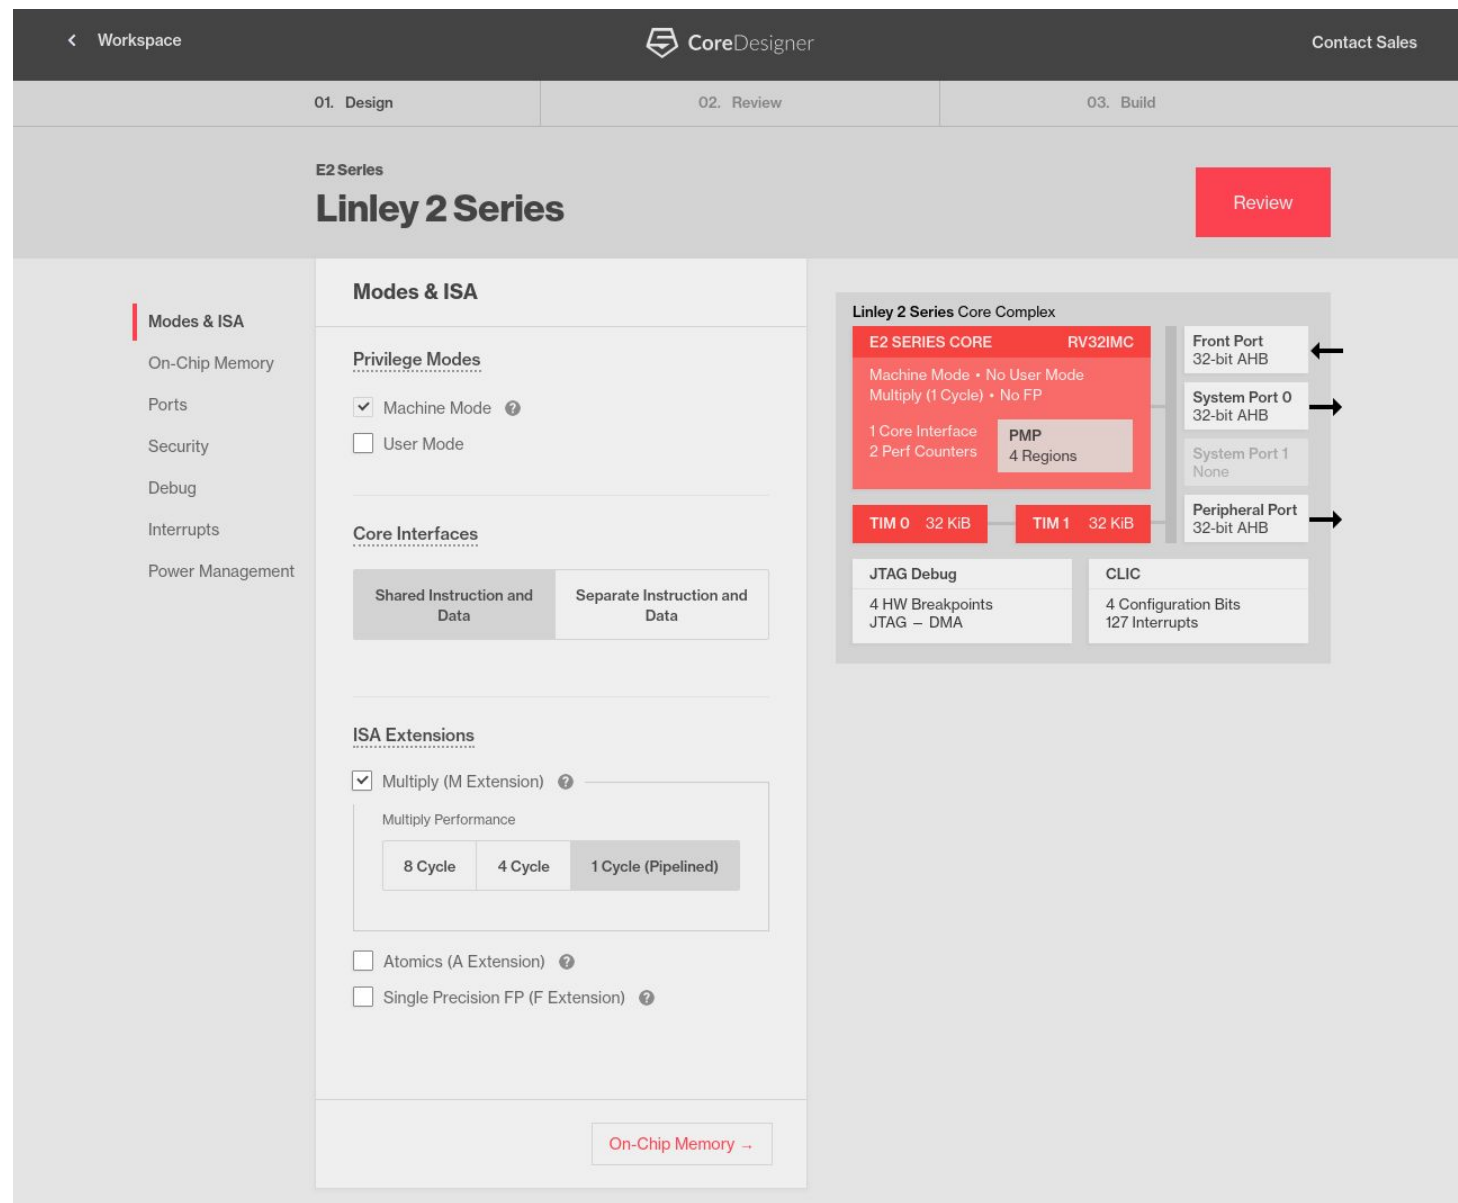 Workspace
CoreDesigner
Contact Sales
01. Design
02. Review
03. Build
E2 Series
Linley 2 Series
Review
Modes & ISA
On-Chip Memory
Ports
Security
Debug
Interrupts
Power Management
Modes & ISA
Privilege Modes
Machine Mode ?
User Mode
Core Interfaces
Shared Instruction and
Data
Separate Instruction and
Data
ISA Extensions
Multiply (M Extension) ?
Multiply Performance
8 Cycle
4 Cycle
1 Cycle (Pipelined)
Atomics (A Extension) ?
Single Precision FP (F Extension) ?
On-Chip Memory →
Linley 2 Series Core Complex
E2 SERIES CORE RV32IMC
Machine Mode • No User Mode
Multiply (1 Cycle) • No FP
1 Core Interface
2 Perf Counters
PMP
4 Regions
TIM 0 32 KiB
TIM 1 32 KiB
Front Port
32-bit AHB
System Port 0
32-bit AHB
System Port 1
None
Peripheral Port
32-bit AHB
JTAG Debug
4 HW Breakpoints
JTAG – DMA
CLIC
4 Configuration Bits
127 Interrupts